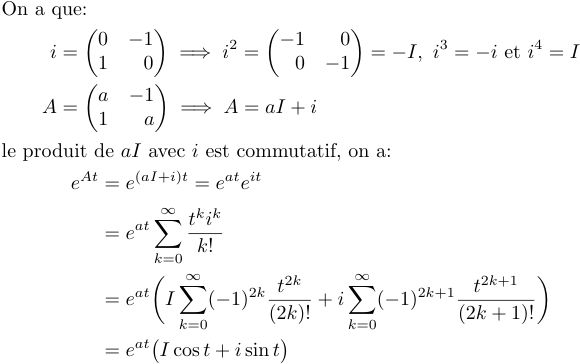 On a que:
i = \begin{pmatrix} 0 & -1 \\ 1 & 0 \end{pmatrix} \implies i^2 = \begin{pmatrix} -1 & 0 \\ 0 & -1 \end{pmatrix} = -I, i^3 = -i et i^4 = I
A = \begin{pmatrix} a & -1 \\ 1 & a \end{pmatrix} \implies A = aI + i
le produit de aI avec i est commutatif, on a:
e^{At} = e^{(aI+i)t} = e^{at}e^{it}
= e^{at} \sum_{k=0}^{\infty} \frac{t^k i^k}{k!}
= e^{at} \bigg( I \sum_{k=0}^{\infty} (-1)^{2k} \frac{t^{2k}}{(2k)!} + i \sum_{k=0}^{\infty} (-1)^{2k+1} \frac{t^{2k+1}}{(2k+1)!} \bigg)
= e^{at} \big( I \cos t + i \sin t \big)